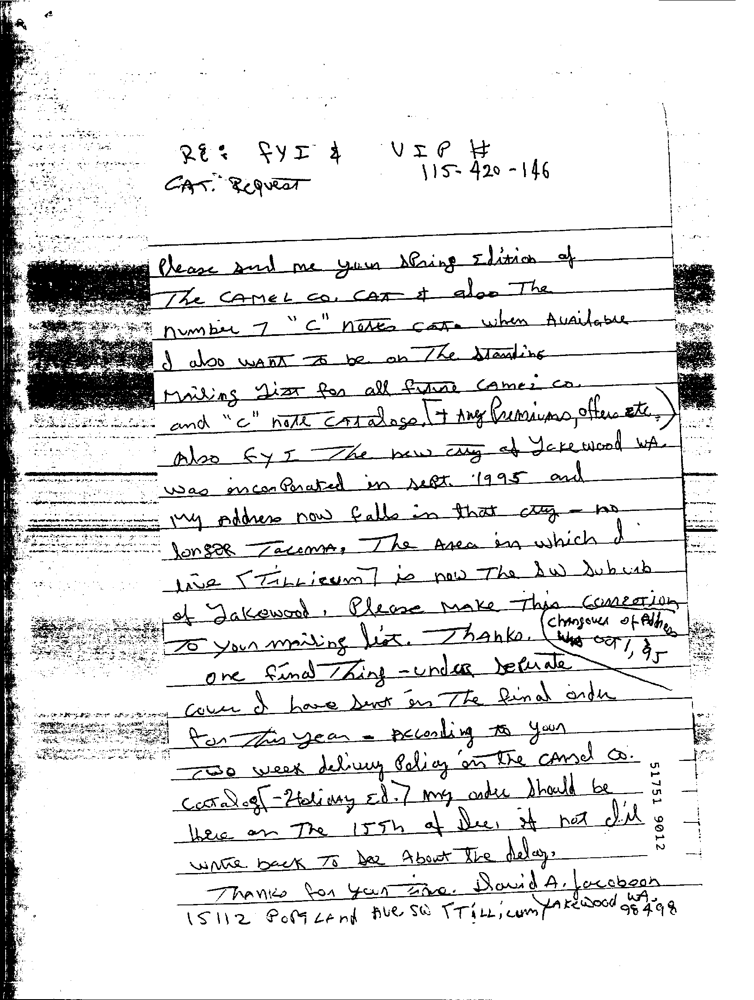 RE: FYI & VIP #
CAT. Request 115-420-146
Please send me your spring Edition of
The CAMEL CO. CAT & also The
number 7 "C" notes CAT. when Available
I also want to be on The standing
Mailing List for all future Camel co.
and "C" note CATALOGS. [+ Any Premiums, offers etc.]
Also FYI The new city of Lakewood WA.
was incorporated in sept. 1995 and
My Address now falls in that city - no
longer Tacoma. The Area in which I
live [Tillicum] is now The SW Suburb
of Lakewood. Please make This correction
To your mailing list. Thanks. (changeover of Address
was oct 1, 95
one final Thing - under seperate
cover I have sent in The final order
for This year - According to your
Two week delivery Policy in the camel co.
Catalog [-Holiday Ed.] my order should be
here on The 15Th of Dec, if not I'll
write back To see About the delay.
Thanks for your time. David A. Jacobson
15112 PORTLAND Ave. SW [Tillicum] Lakewood WA.
98498
51751 9012